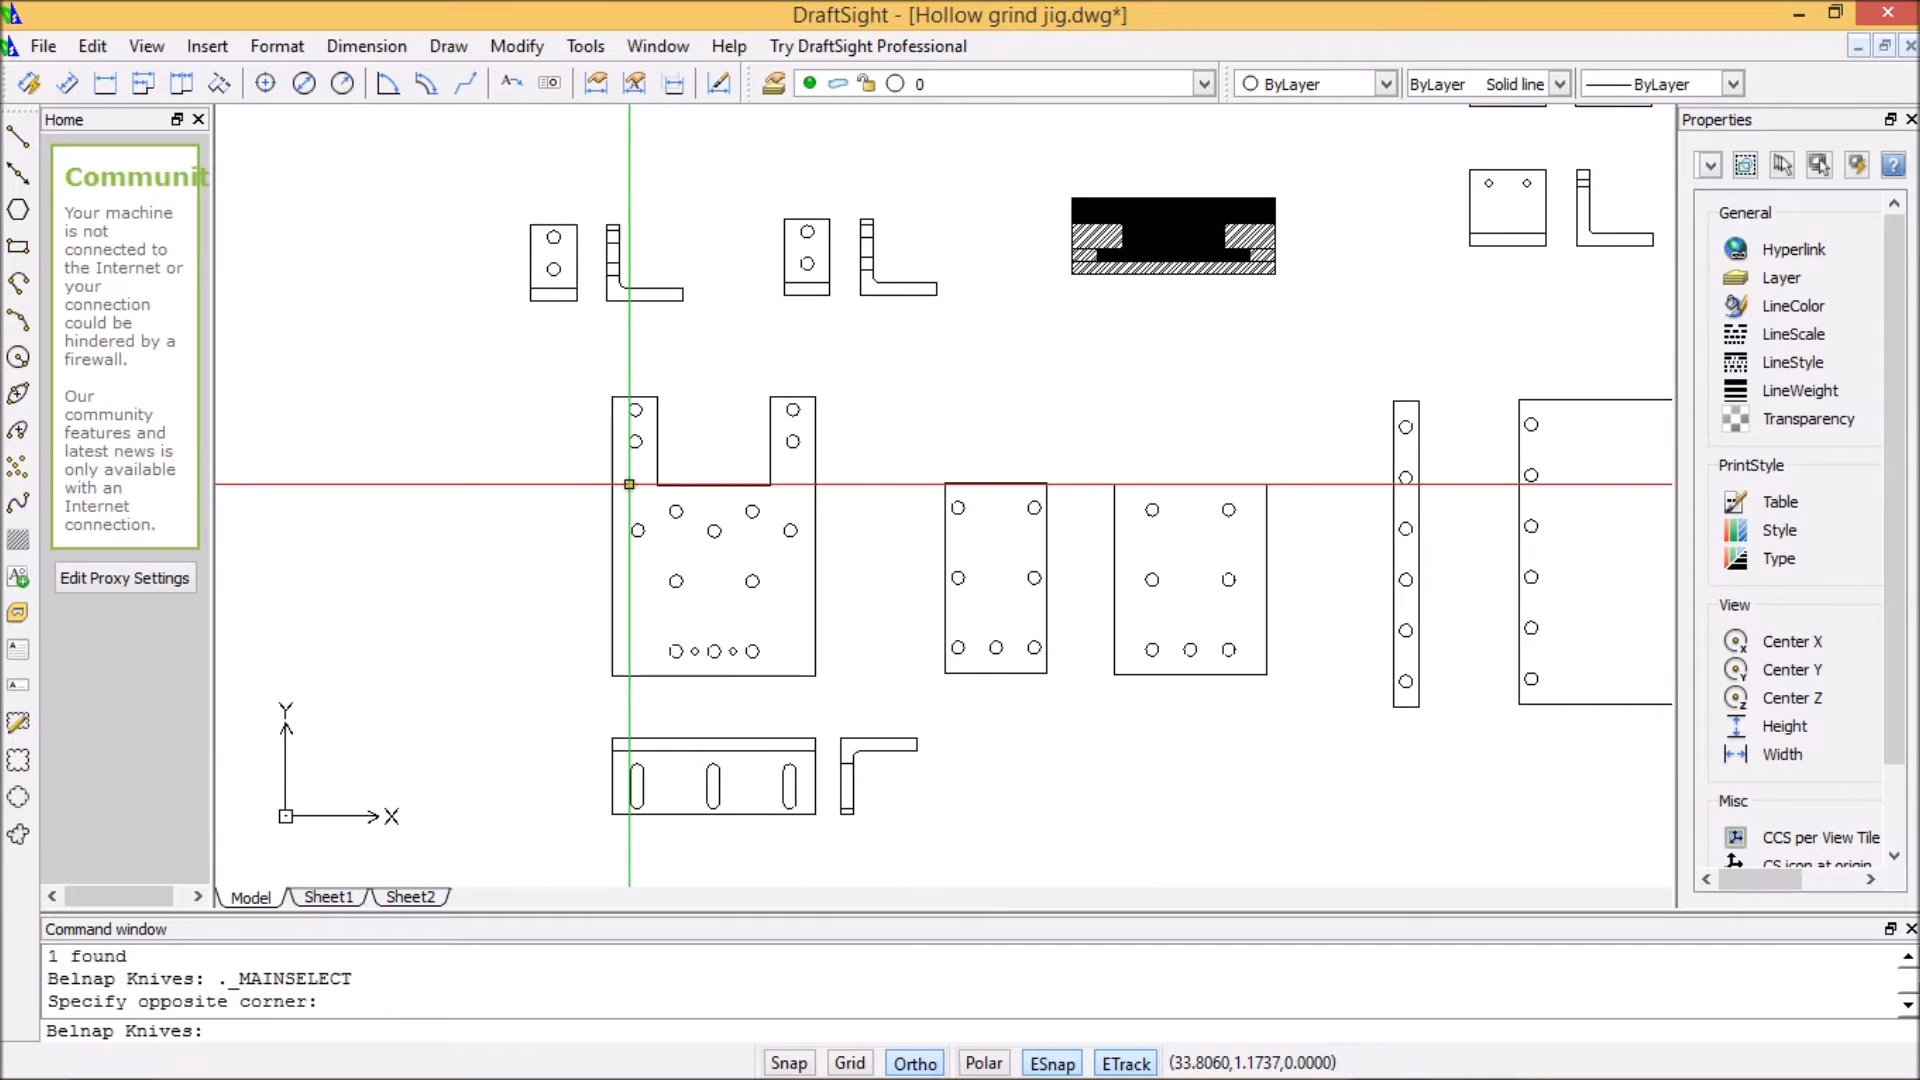 DraftSight - [Hollow grind jig.dwg*]
File Edit View Insert Format Dimension Draw Modify Tools Window Help Try DraftSight Professional
0 ByLayer ByLayer Solid line ByLayer
Home
Communit
Your machine
is not
connected to
the Internet or
your
connection
could be
hindered by a
firewall.
Our
community
features and
latest news is
only available
with an
Internet
connection.
Edit Proxy Settings
Y
X
Model Sheet1 Sheet2
Properties
General
Hyperlink
Layer
LineColor
LineScale
LineStyle
LineWeight
Transparency
PrintStyle
Table
Style
Type
View
Center X
Center Y
Center Z
Height
Width
Misc
CCS per View Tile
CS icon at origin
Command window
1 found
Belnap Knives: ._MAINSELECT
Specify opposite corner:
Belnap Knives:
Snap Grid Ortho Polar ESnap ETrack (33.8060,1.1737,0.0000)